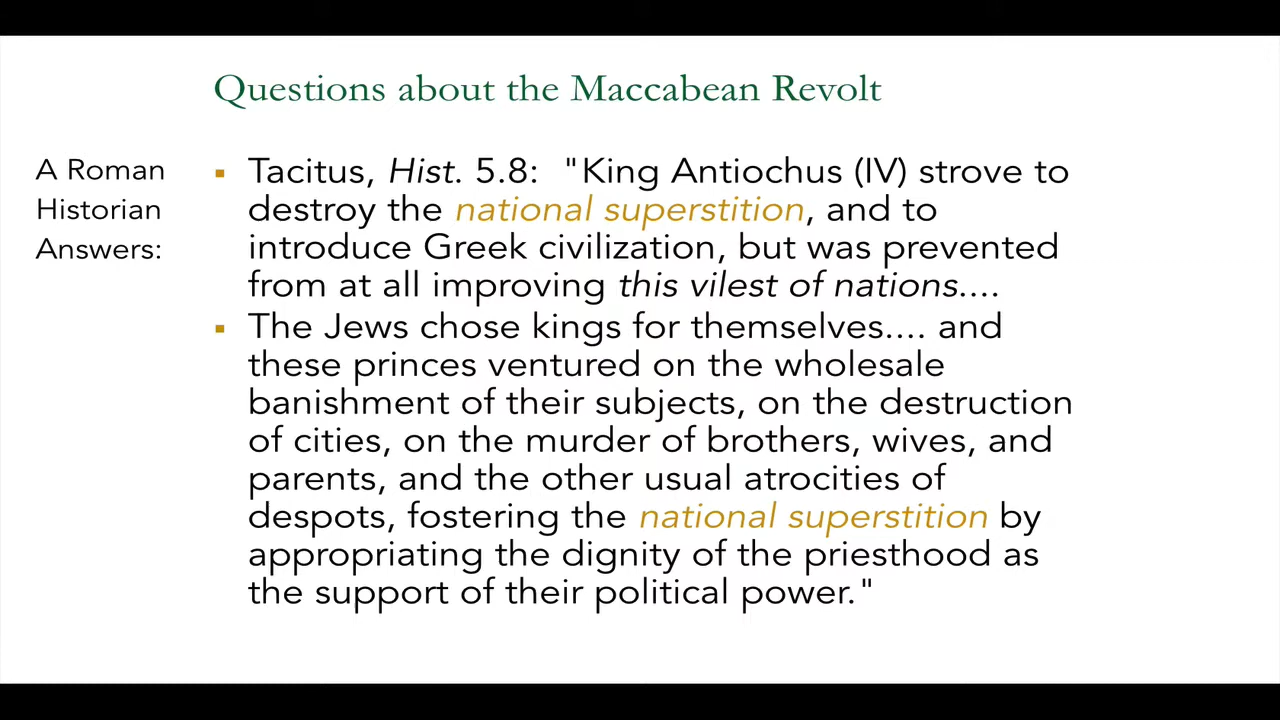 Questions about the Maccabean Revolt
A Roman
Historian
Answers:
▪ Tacitus, Hist. 5.8: "King Antiochus (IV) strove to
destroy the national superstition, and to
introduce Greek civilization, but was prevented
from at all improving this vilest of nations....
▪ The Jews chose kings for themselves.... and
these princes ventured on the wholesale
banishment of their subjects, on the destruction
of cities, on the murder of brothers, wives, and
parents, and the other usual atrocities of
despots, fostering the national superstition by
appropriating the dignity of the priesthood as
the support of their political power."